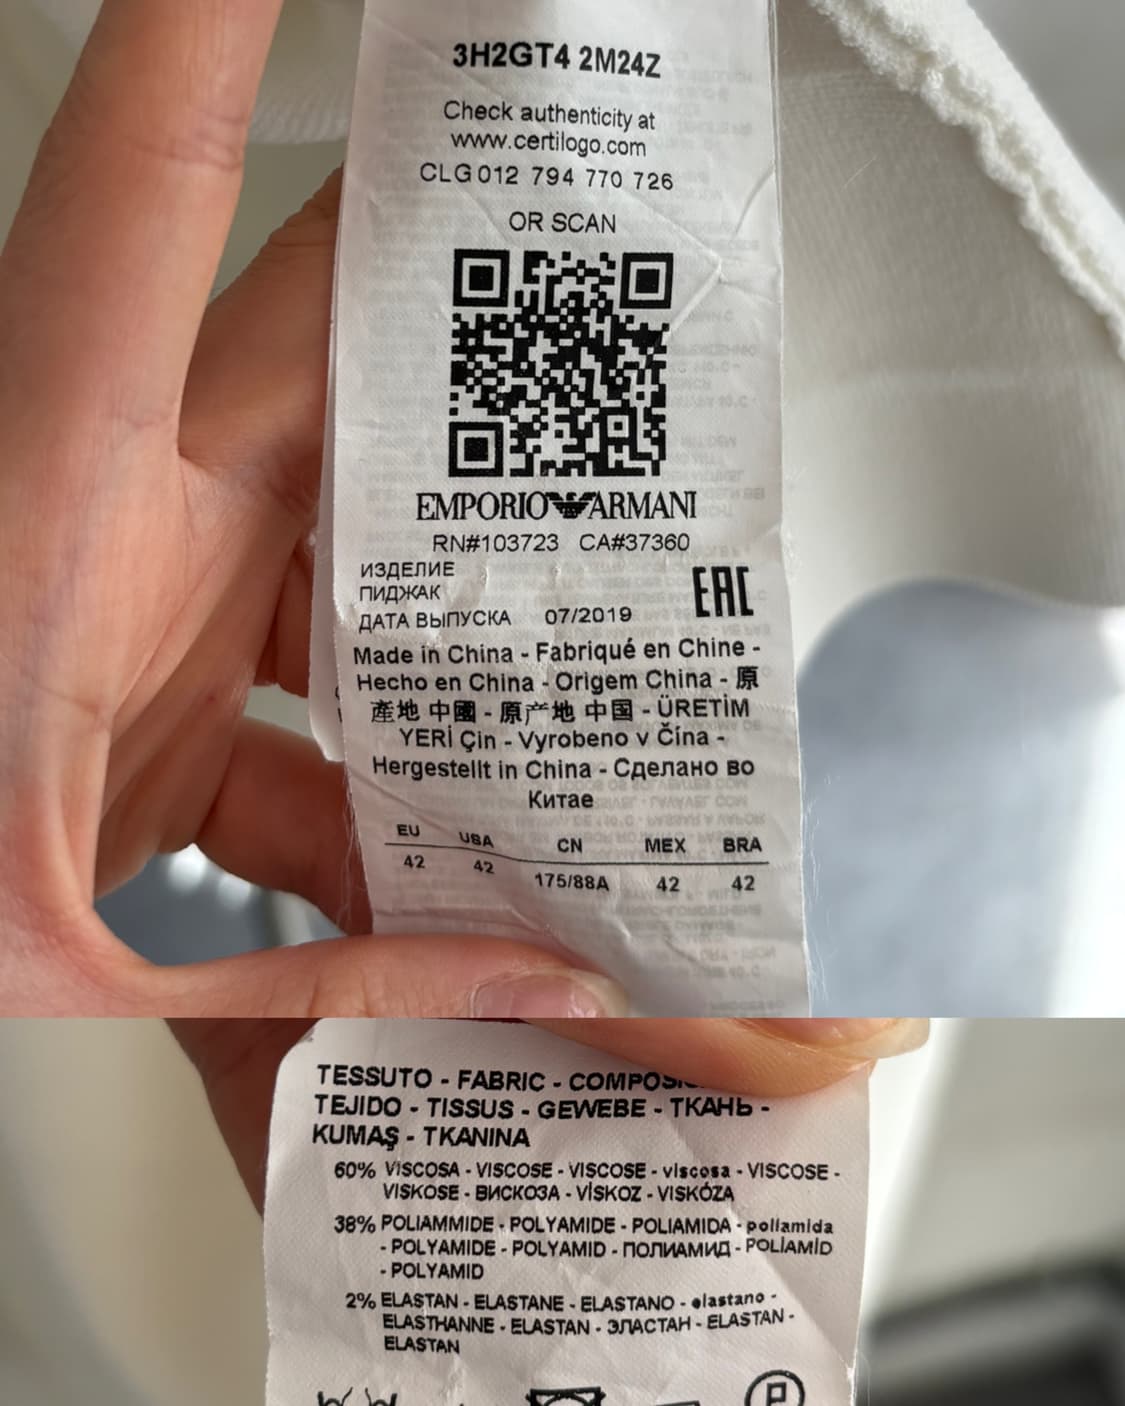 3H2GT4 2M24Z
Check authenticity at
www.certilogo.com
CLG 012 794 770 726
OR SCAN
EMPORIO ARMANI
RN#103723 CA#37360
ИЗДЕЛИЕ
ПИДЖАК
ДАТА ВЫПУСКА 07/2019
EAC
Made in China - Fabriqué en Chine -
Hecho en China - Origem China - 原
產地 中國 - 原产地 中国 - ÜRETİM
YERİ Çin - Vyrobeno v Čína -
Hergestellt in China - Сделано во
Китае
EU USA CN MEX BRA
42 42 175/88A 42 42
TESSUTO - FABRIC -
TEJIDO - TISSUS - GEWEBE - ТКАНЬ -
KUMAŞ - TKANINA
60% VISCOSA - VISCOSE - VISCOSE - viscosa - VISCOSE -
VISKOSE - ВИСКОЗА - VİSKOZ - VISKÓZA
38% POLIAMMIDE - POLYAMIDE - POLIAMIDA - poliamida
- POLYAMIDE - POLYAMID - ПОЛИАМИД - POLİAMİD
- POLYAMID
2% ELASTAN - ELASTANE - ELASTANO - elastano -
ELASTHANNE - ELASTAN - ЭЛАСТАН - ELASTAN -
ELASTAN
P